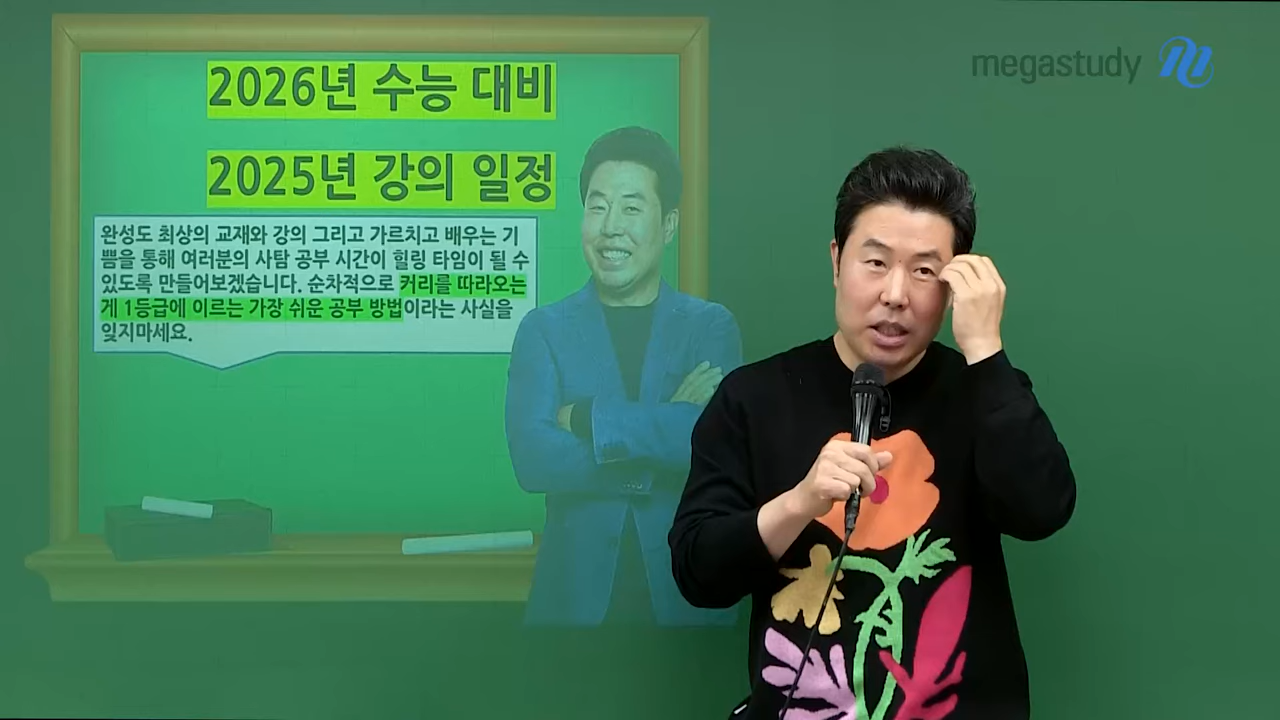 megastudy
2026년 수능 대비
2025년 강의 일정
완성도 최상의 교재와 강의 그리고 가르치고 배우는 기
쁨을 통해 여러분의 사탐 공부 시간이 힐링 타임이 될 수
있도록 만들어보겠습니다. 순차적으로 커리를 따라오는
게 1등급에 이르는 가장 쉬운 공부 방법이라는 사실을
잊지마세요.